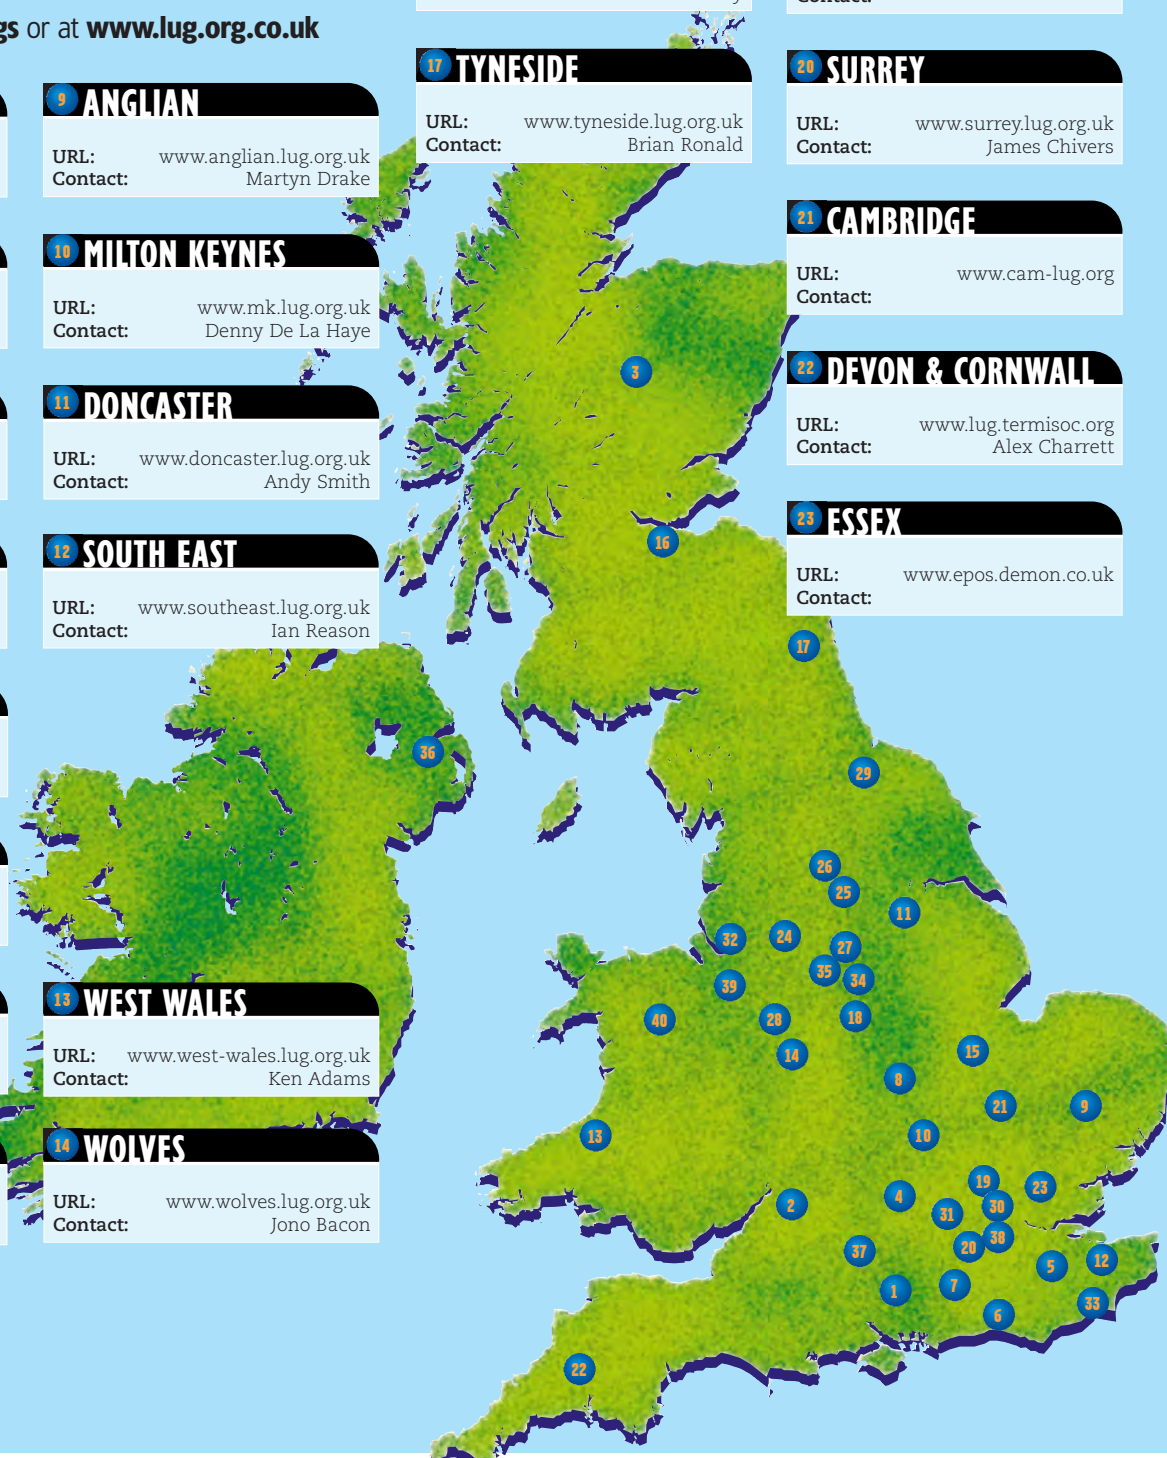 gs or at www.lug.org.co.uk
9 ANGLIAN
URL: www.anglian.lug.org.uk
Contact: Martyn Drake
10 MILTON KEYNES
URL: www.mk.lug.org.uk
Contact: Denny De La Haye
11 DONCASTER
URL: www.doncaster.lug.org.uk
Contact: Andy Smith
12 SOUTH EAST
URL: www.southeast.lug.org.uk
Contact: Ian Reason
13 WEST WALES
URL: www.west-wales.lug.org.uk
Contact: Ken Adams
14 WOLVES
URL: www.wolves.lug.org.uk
Contact: Jono Bacon
17 TYNESIDE
URL: www.tyneside.lug.org.uk
Contact: Brian Ronald
20 SURREY
URL: www.surrey.lug.org.uk
Contact: James Chivers
21 CAMBRIDGE
URL: www.cam-lug.org
Contact:
22 DEVON & CORNWALL
URL: www.lug.termisoc.org
Contact: Alex Charrett
23 ESSEX
URL: www.epos.demon.co.uk
Contact:
3
16
17
36
29
26
25
11
32
24
27
35
34
39
40
28
18
14
15
8
21
9
10
13
19
23
4
2
30
31
38
20
37
12
5
7
1
33
6
22